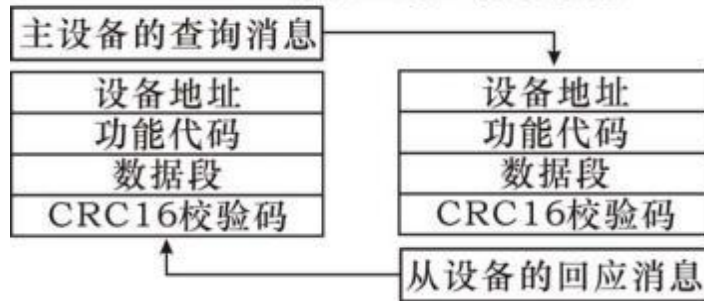 主设备的查询消息
设备地址
功能代码
数据段
CRC16校验码
设备地址
功能代码
数据段
CRC16校验码
从设备的回应消息